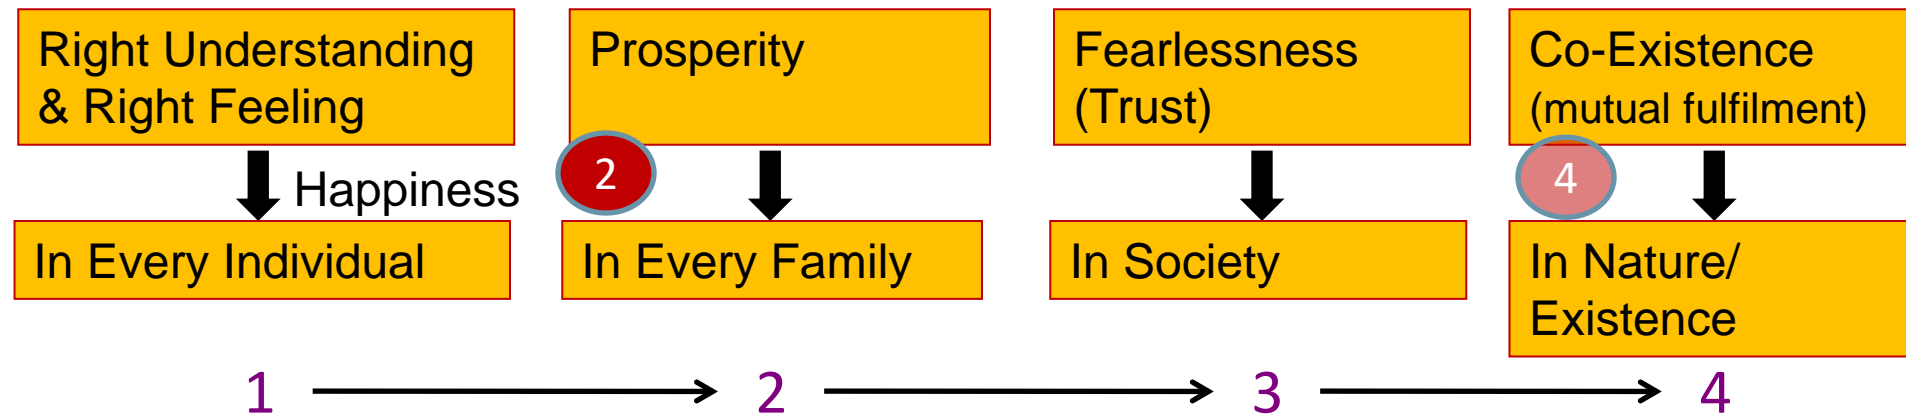 Right Understanding
& Right Feeling
Prosperity
Fearlessness
(Trust)
Co-Existence
(mutual fulfilment)
Happiness
2
4
In Every Individual
In Every Family
In Society
In Nature/
Existence
1
2
3
4